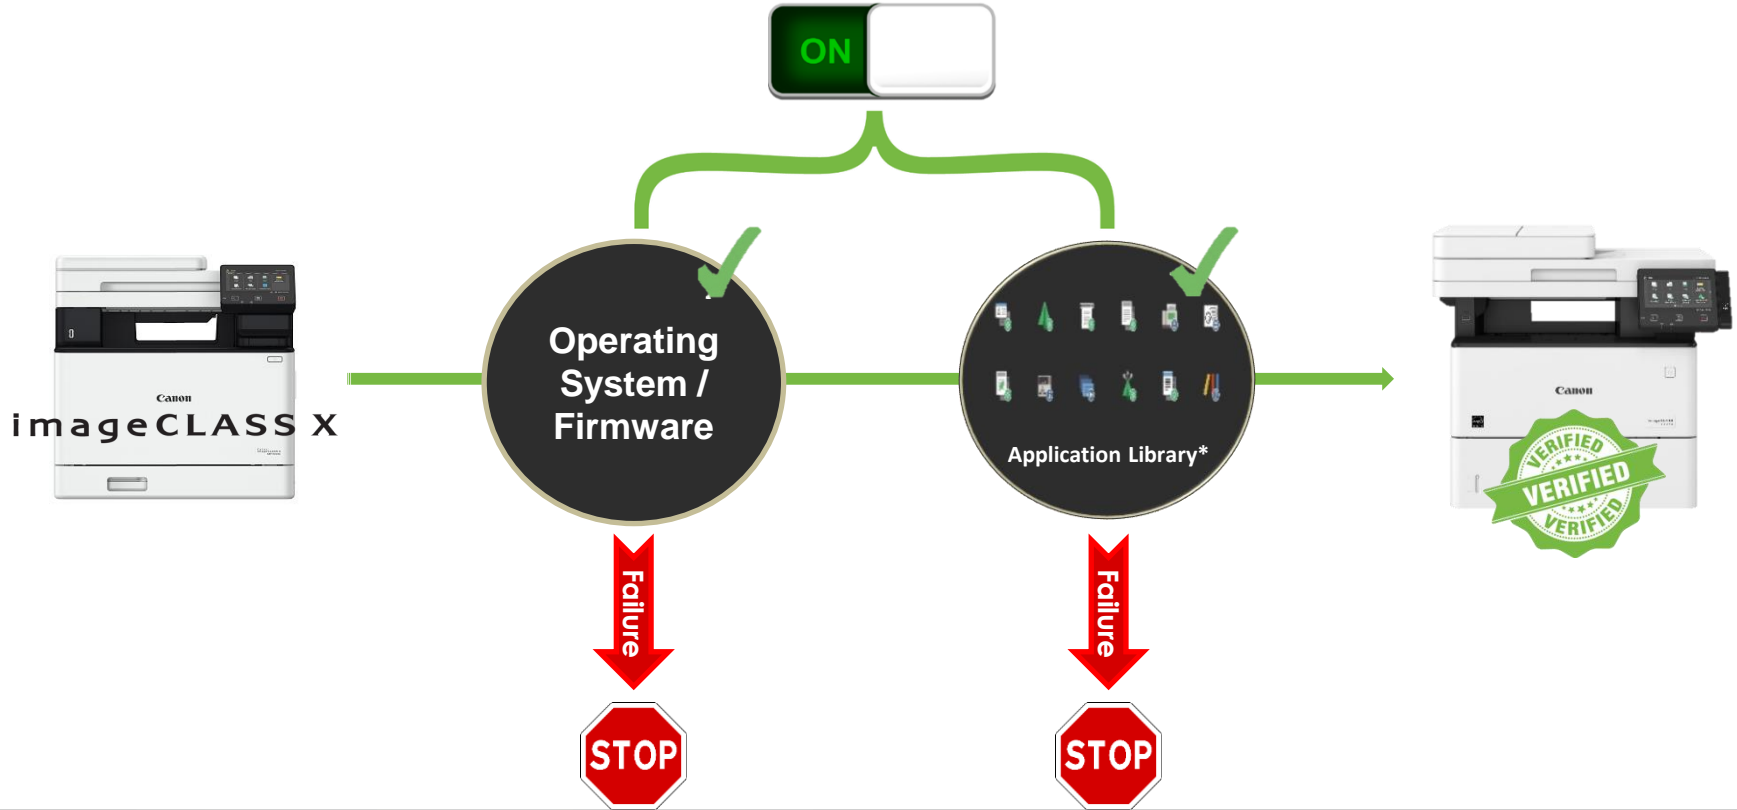 ON
Operating
System /
Firmware
Application Library*
Canon
imageCLASS X
Canon
VERIFIED
VERIFIED
VERIFIED
Failure
Failure
STOP
STOP